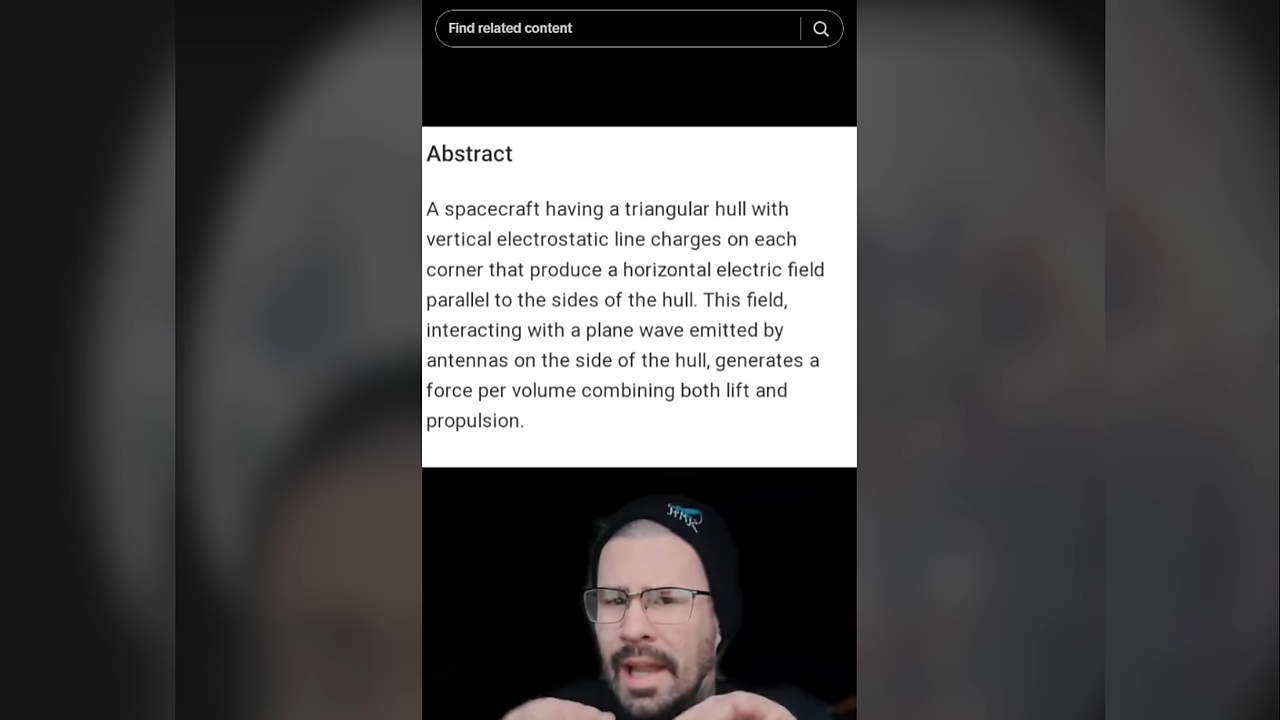 Find related content
Abstract
A spacecraft having a triangular hull with
vertical electrostatic line charges on each
corner that produce a horizontal electric field
parallel to the sides of the hull. This field,
interacting with a plane wave emitted by
antennas on the side of the hull, generates a
force per volume combining both lift and
propulsion.